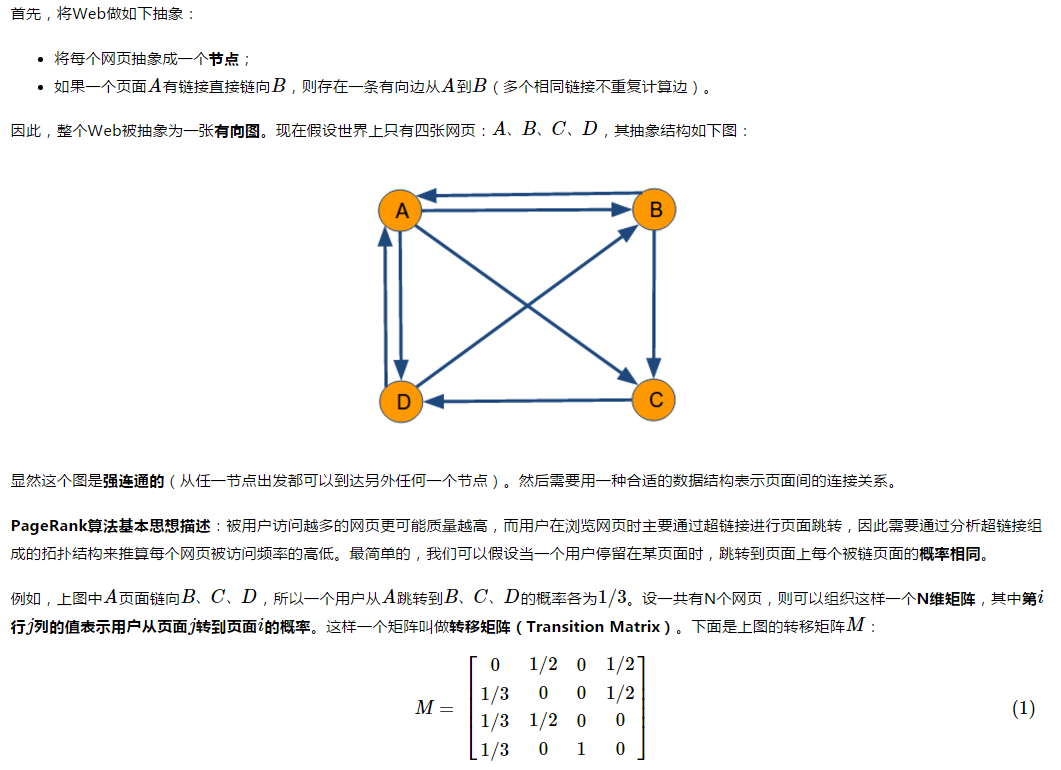 首先，将Web做如下抽象：
• 将每个网页抽象成一个节点；
• 如果一个页面A有链接直接链向B，则存在一条有向边从A到B（多个相同链接不重复计算边）。
因此，整个Web被抽象为一张有向图。现在假设世界上只有四张网页：A、B、C、D，其抽象结构如下图：
A
B
D
C
显然这个图是强连通的（从任一节点出发都可以到达另外任何一个节点）。然后需要用一种合适的数据结构表示页面间的连接关系。
PageRank算法基本思想描述：被用户访问越多的网页更可能质量越高，而用户在浏览网页时主要通过超链接进行页面跳转，因此需要通过分析超链接组
成的拓扑结构来推算每个网页被访问频率的高低。最简单的，我们可以假设当一个用户停留在某页面时，跳转到页面上每个被链页面的概率相同。
例如，上图中A页面链向B、C、D，所以一个用户从A跳转到B、C、D的概率各为1/3。设一共有N个网页，则可以组织这样一个N维矩阵，其中第i
行j列的值表示用户从页面j转到页面i的概率。这样一个矩阵叫做转移矩阵（Transition Matrix）。下面是上图的转移矩阵M：
0 1/2 0 1/2
1/3 0 0 1/2
M = (1)
1/3 1/2 0 0
1/3 0 1 0